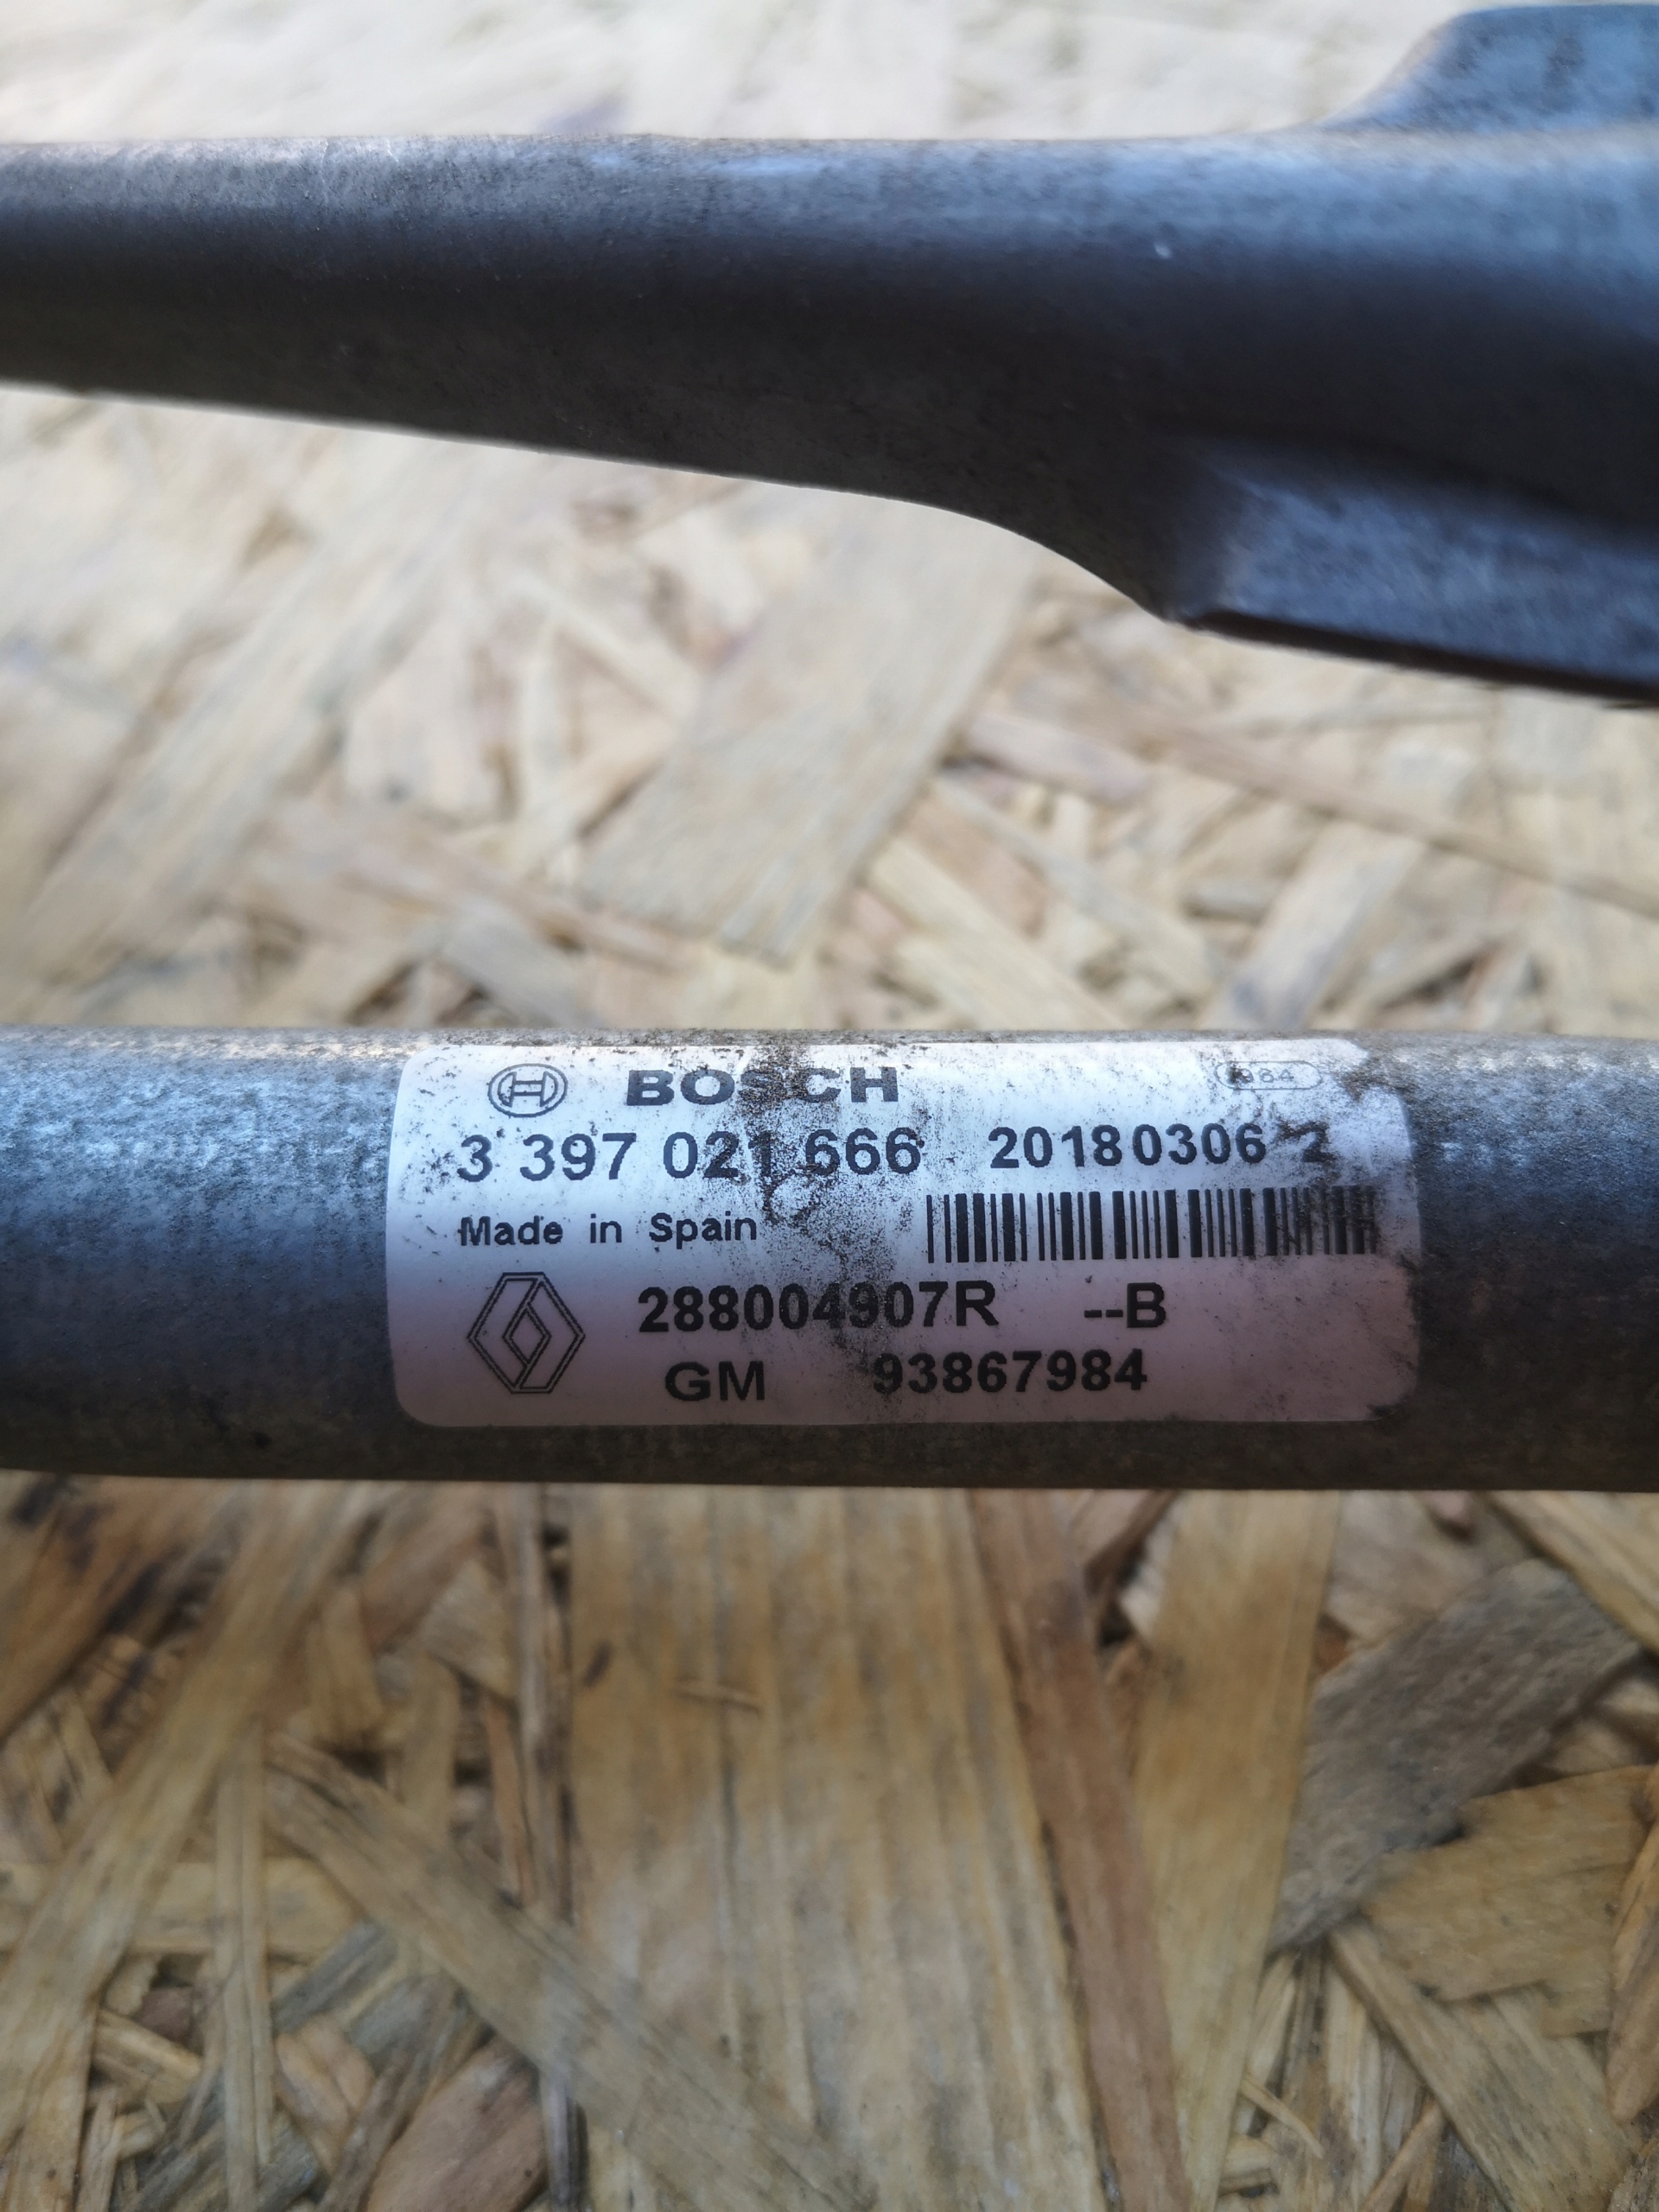 BOSCH
3 397 021 666 20180306 2
Made in Spain
288004907R --B
GM 93867984